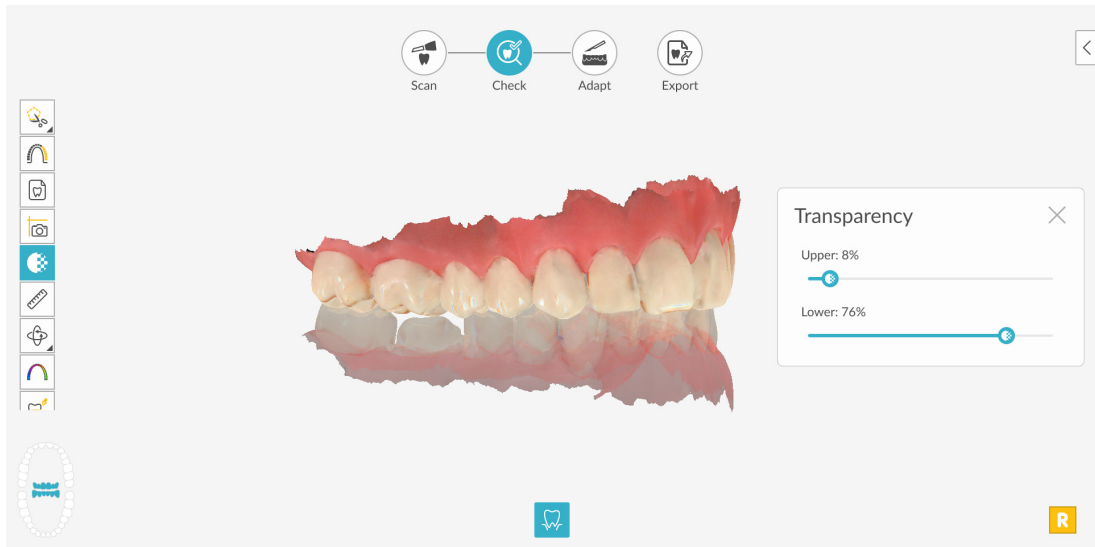 Scan
Check
Adapt
Export
Transparency
Upper: 8%
Lower: 76%
R